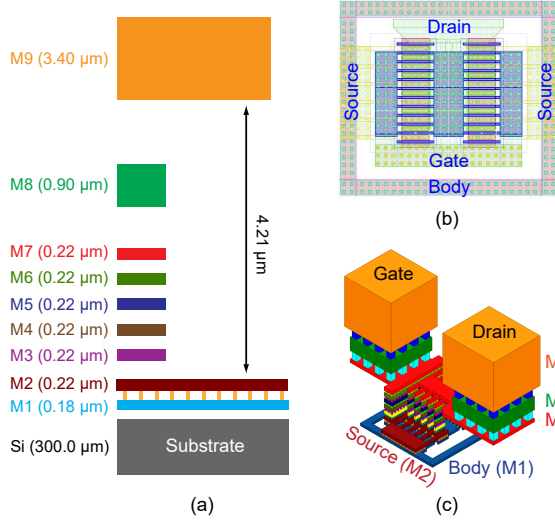 M9 (3.40 µm)
M8 (0.90 µm)
M7 (0.22 µm)
M6 (0.22 µm)
M5 (0.22 µm)
M4 (0.22 µm)
M3 (0.22 µm)
M2 (0.22 µm)
M1 (0.18 µm)
Si (300.0 µm)
Substrate
4.21 µm
(a)
Drain
Source
Source
Gate
Body
(b)
Gate
Drain
M
M
M
Source (M2)
Body (M1)
(c)